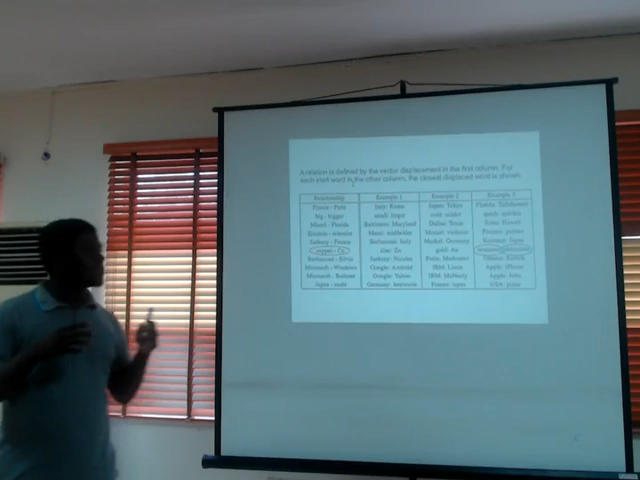 A relation is defined by the vector displacement in the first column. For
each start word in the other column, the closest displaced word is shown.
Relationship Example 1 Example 2 Example 3
France - Paris Italy: Rome Japan: Tokyo Florida: Tallahassee
big - bigger small: larger cold: colder quick: quicker
Miami - Florida Baltimore: Maryland Dallas: Texas Kona: Hawaii
Einstein - scientist Messi: midfielder Mozart: violinist Picasso: painter
Sarkozy - France Berlusconi: Italy Merkel: Germany Koizumi: Japan
copper - Cu zinc: Zn gold: Au
Berlusconi - Silvio Sarkozy: Nicolas Putin: Medvedev Obama: Barack
Microsoft - Windows Google: Android IBM: Linux Apple: iPhone
Microsoft - Ballmer Google: Yahoo IBM: McNealy Apple: Jobs
Japan - sushi Germany: bratwurst France: tapas USA: pizza